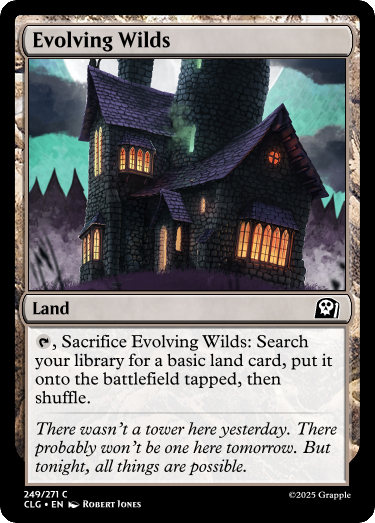 Evolving Wilds
Land
, Sacrifice Evolving Wilds: Search
your library for a basic land card, put it
onto the battlefield tapped, then
shuffle.
There wasn't a tower here yesterday. There
probably won't be one here tomorrow. But
tonight, all things are possible.
249/271 C
CLG • EN Robert Jones
©2025 Grapple